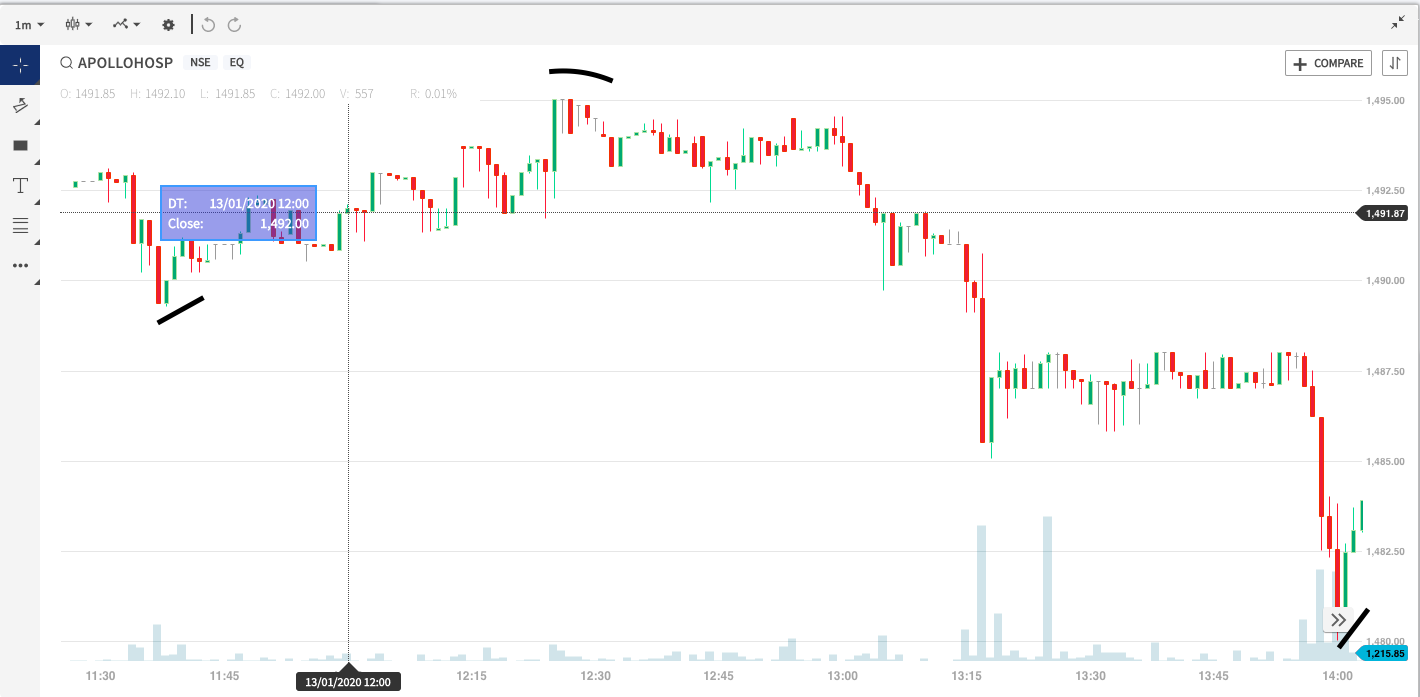 1m
APOLLOHOSP NSE EQ
+ COMPARE
O: 1491.85 H: 1492.10 L: 1491.85 C: 1492.00 V: 557 R: 0.01%
T
DT: 13/01/2020 12:00
Close: 1,492.00
1,495.00
1,492.50
1,491.87
1,490.00
1,487.50
1,485.00
1,482.50
1,480.00
1,215.85
11:30 11:45 12:15 12:30 12:45 13:00 13:15 13:30 13:45 14:00
13/01/2020 12:00